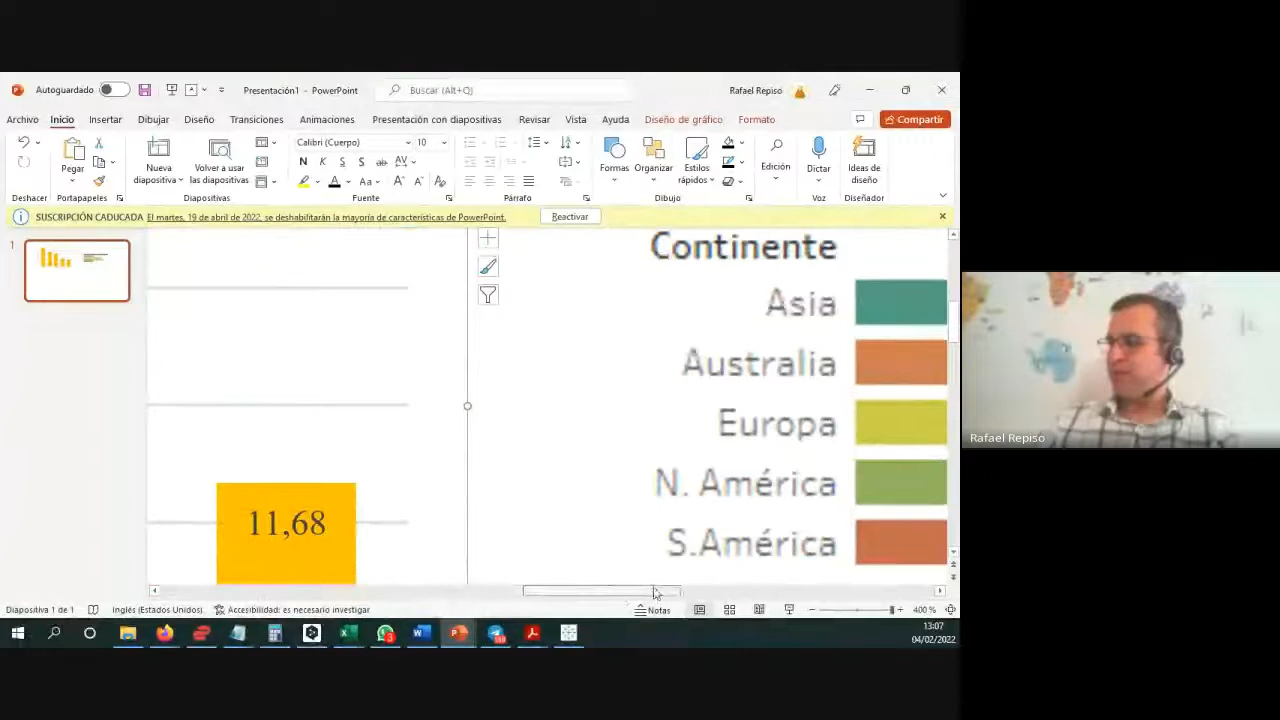 Autoguardado
Presentación1 - PowerPoint
Buscar (Alt+Q)
Rafael Repiso
Archivo Inicio Insertar Dibujar Diseño Transiciones Animaciones Presentación con diapositivas Revisar Vista Ayuda Diseño de gráfico Formato
Compartir
Deshacer
Pegar
Portapapeles
Nueva
diapositiva
Volver a usar
las diapositivas
Diapositivas
Calibri (Cuerpo) 10
N K S S ab AV
A Aa A A A
Fuente
Párrafo
Formas
Organizar
Estilos
rápidos
Dibujo
Edición
Dictar
Voz
Ideas de
diseño
Diseñador
SUSCRIPCIÓN CADUCADA El martes, 19 de abril de 2022, se deshabilitarán la mayoría de características de PowerPoint. Reactivar
1
Continente
Asia
Australia
Europa
N. América
S.América
11,68
Rafael Repiso
Diapositiva 1 de 1
Inglés (Estados Unidos)
Accesibilidad: es necesario investigar
Notas
400 %
13:07
04/02/2022